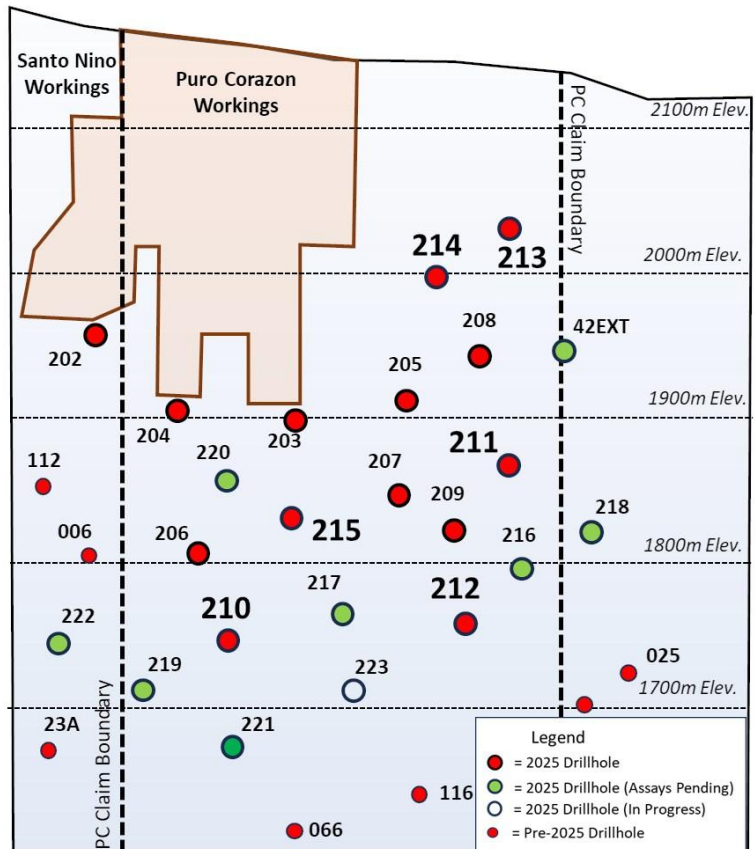 Santo Nino
Workings
Puro Corazon
Workings
PC Claim Boundary
2100m Elev.
214
213
2000m Elev.
202
208
42EXT
205
1900m Elev.
204
203
220
207
211
112
209
218
215
216
006
206
1800m Elev.
222
210
217
212
219
223
025
1700m Elev.
23A
221
PC Claim Boundary
116
066
Legend
= 2025 Drillhole
= 2025 Drillhole (Assays Pending)
= 2025 Drillhole (In Progress)
= Pre-2025 Drillhole